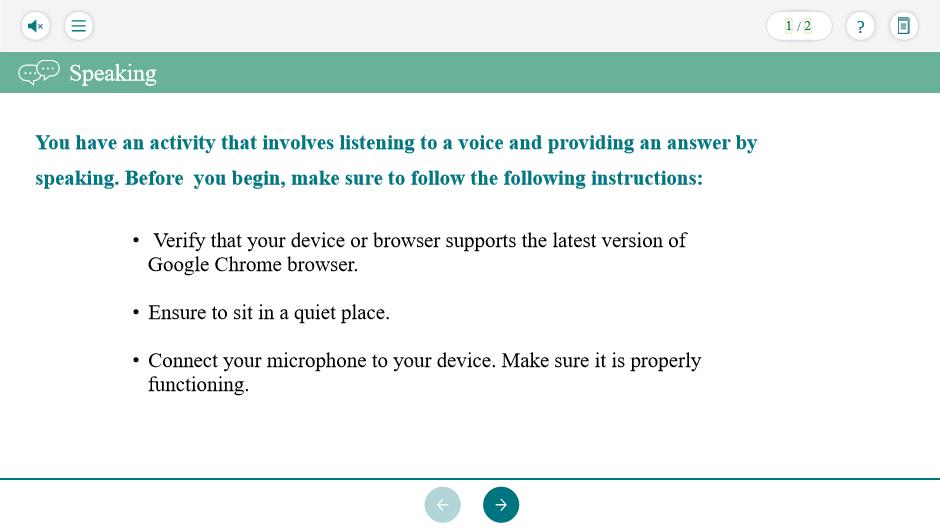 1 / 2
?
Speaking
You have an activity that involves listening to a voice and providing an answer by
speaking. Before  you begin, make sure to follow the following instructions:
•  Verify that your device or browser supports the latest version of
Google Chrome browser.
• Ensure to sit in a quiet place.
• Connect your microphone to your device. Make sure it is properly
functioning.